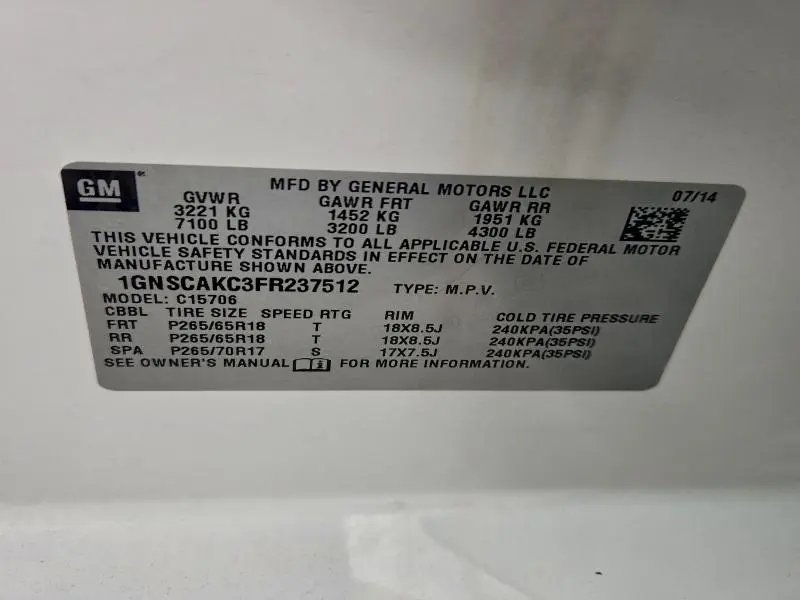 GM
MFD BY GENERAL MOTORS LLC 07/14
GVWR GAWR FRT GAWR RR
3221 KG 1452 KG 1951 KG
7100 LB 3200 LB 4300 LB
THIS VEHICLE CONFORMS TO ALL APPLICABLE U.S. FEDERAL MOTOR
VEHICLE SAFETY STANDARDS IN EFFECT ON THE DATE OF
MANUFACTURE SHOWN ABOVE.
1GNSCAKC3FR237512 TYPE: M.P.V.
MODEL: C15706
CBBL TIRE SIZE SPEED RTG RIM COLD TIRE PRESSURE
FRT P265/65R18 T 18X8.5J 240KPA(35PSI)
RR P265/65R18 T 18X8.5J 240KPA(35PSI)
SPA P265/70R17 S 17X7.5J 240KPA(35PSI)
SEE OWNER'S MANUAL FOR MORE INFORMATION.